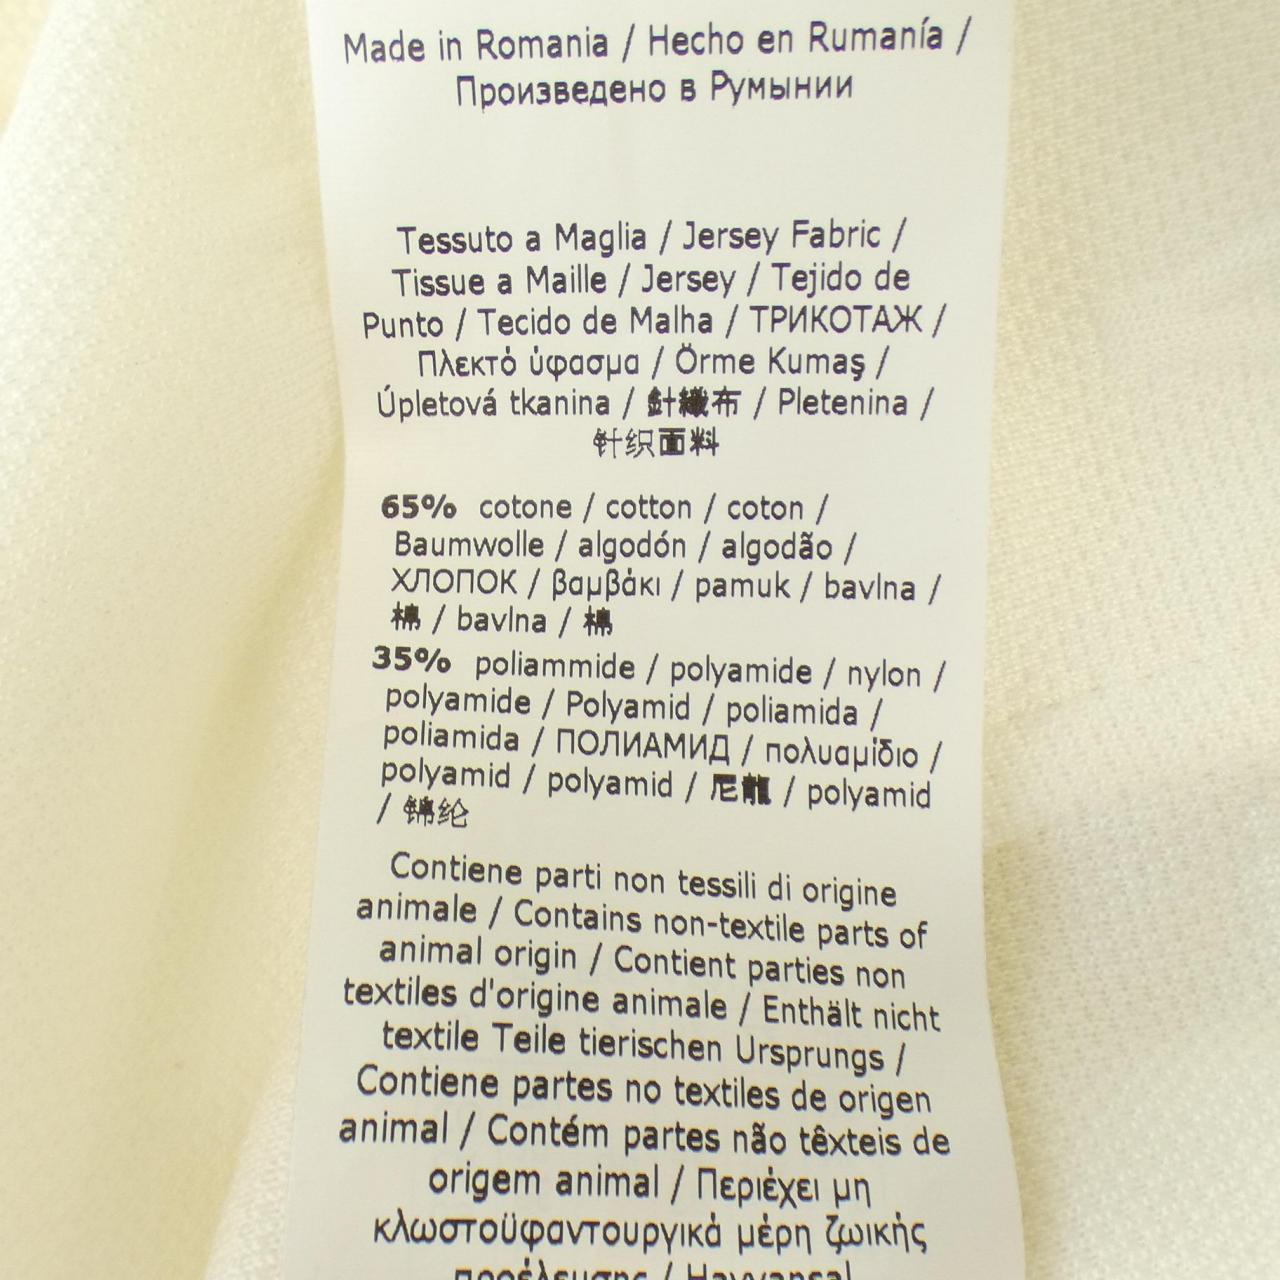 Made in Romania / Hecho en Rumanía /
Произведено в Румынии
Tessuto a Maglia / Jersey Fabric /
Tissue a Maille / Jersey / Tejido de
Punto / Tecido de Malha / ТРИКОТАЖ /
Πλεκτό ύφασμα / Örme Kumaş /
Úpletová tkanina / 針織布 / Pletenina /
针织面料
65% cotone / cotton / coton /
Baumwolle / algodón / algodão /
ХЛОПОК / βαμβάκι / pamuk / bavlna /
棉 / bavlna / 棉
35% poliammide / polyamide / nylon /
polyamide / Polyamid / poliamida /
poliamida / ПОЛИАМИД / πολυαμίδιο /
polyamid / polyamid / 尼龍 / polyamid
/ 锦纶
Contiene parti non tessili di origine
animale / Contains non-textile parts of
animal origin / Contient parties non
textiles d'origine animale / Enthält nicht
textile Teile tierischen Ursprungs /
Contiene partes no textiles de origen
animal / Contém partes não têxteis de
origem animal / Περιέχει μη
κλωστοϋφαντουργικά μέρη ζωικής
προέλευσης / Hayvansal